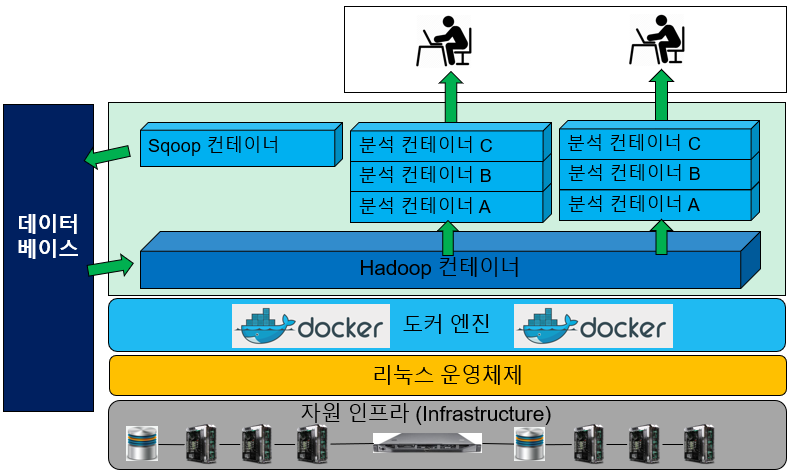 데이터
베이스
Sqoop 컨테이너
분석 컨테이너 C
분석 컨테이너 B
분석 컨테이너 A
분석 컨테이너 C
분석 컨테이너 B
분석 컨테이너 A
Hadoop 컨테이너
docker
도커 엔진
docker
리눅스 운영체제
자원 인프라 (Infrastructure)